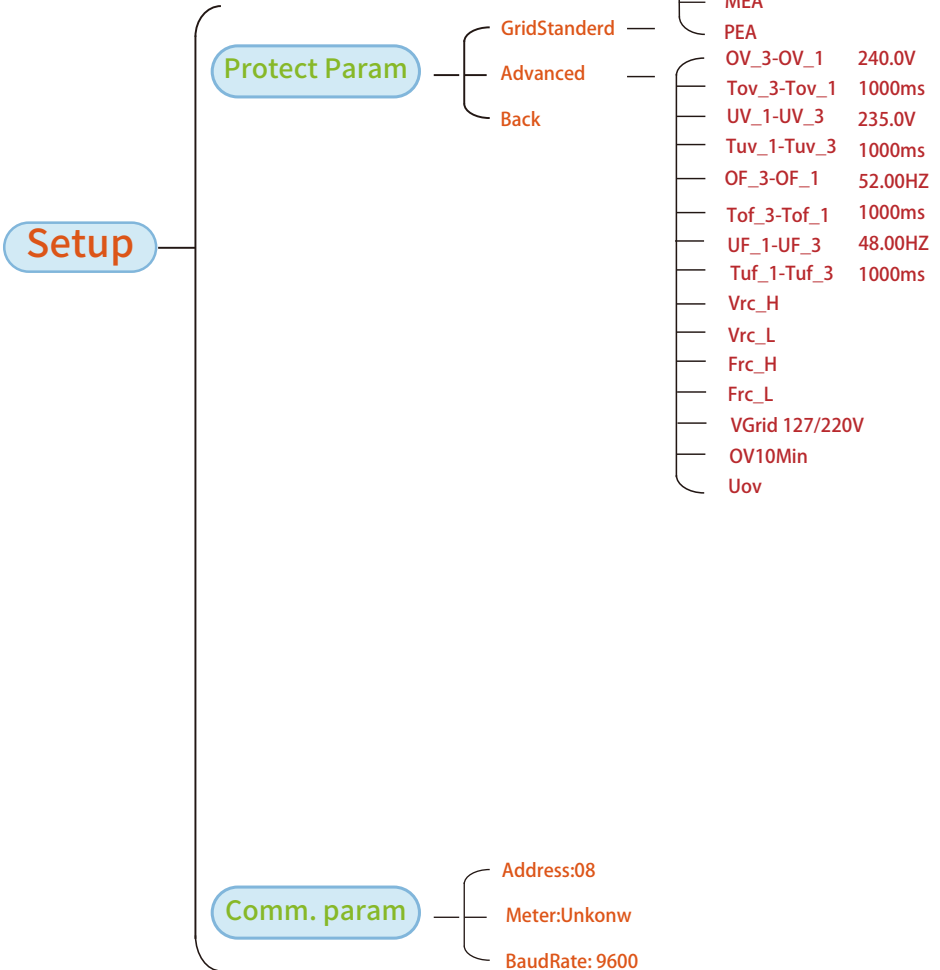 MEA
GridStanderd
PEA
Protect Param
Advanced
Back
OV_3-OV_1 240.0V
Tov_3-Tov_1 1000ms
UV_1-UV_3 235.0V
Tuv_1-Tuv_3 1000ms
OF_3-OF_1 52.00HZ
Tof_3-Tof_1 1000ms
UF_1-UF_3 48.00HZ
Tuf_1-Tuf_3 1000ms
Vrc_H
Vrc_L
Frc_H
Frc_L
VGrid 127/220V
OV10Min
Uov
Setup
Comm. param
Address:08
Meter:Unkonw
BaudRate: 9600